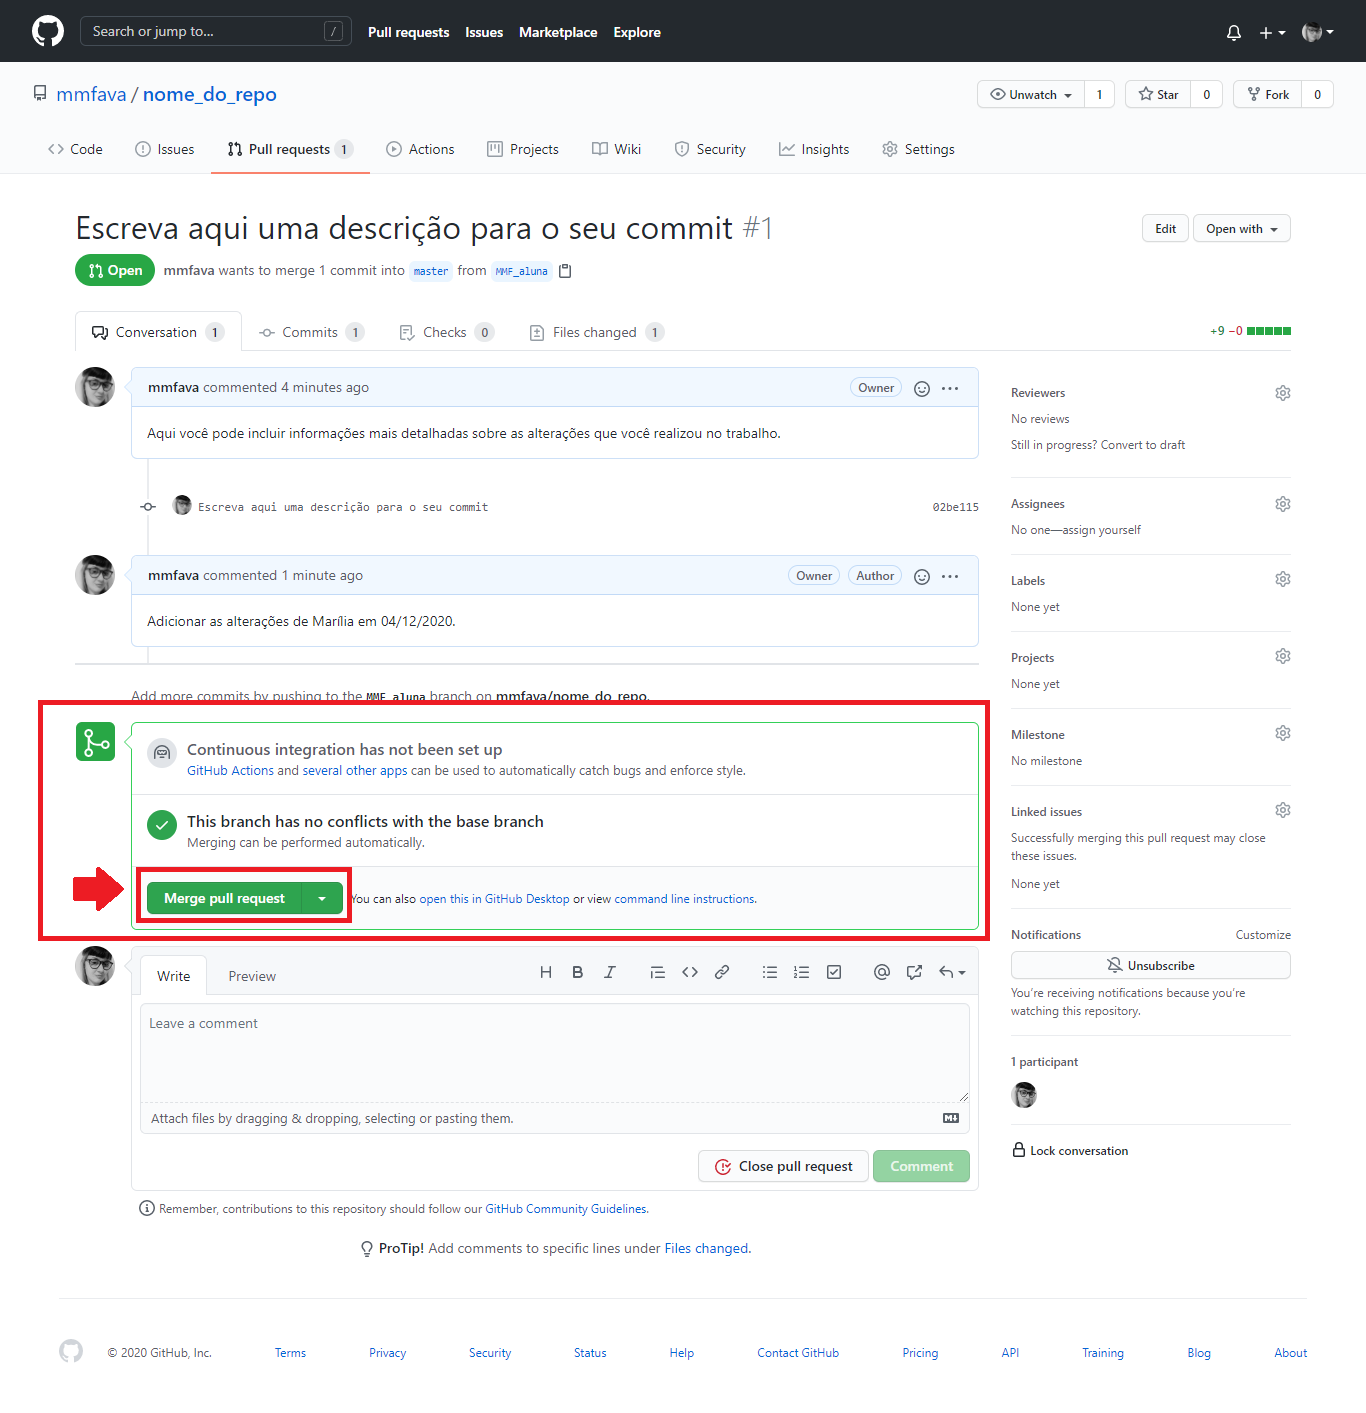 Search or jump to... /
Pull requests Issues Marketplace Explore
mmfava / nome_do_repo
Unwatch 1 Star 0 Fork 0
Code Issues Pull requests 1 Actions Projects Wiki Security Insights Settings
Escreva aqui uma descrição para o seu commit #1
Edit Open with
Open mmfava wants to merge 1 commit into master from MMF_aluna
Conversation 1 Commits 1 Checks 0 Files changed 1
+9 −0
mmfava commented 4 minutes ago Owner
Aqui você pode incluir informações mais detalhadas sobre as alterações que você realizou no trabalho.
Escreva aqui uma descrição para o seu commit 02be115
mmfava commented 1 minute ago Owner Author
Adicionar as alterações de Marília em 04/12/2020.
Add more commits by pushing to the MMF_aluna branch on mmfava/nome_do_repo.
Continuous integration has not been set up
GitHub Actions and several other apps can be used to automatically catch bugs and enforce style.
This branch has no conflicts with the base branch
Merging can be performed automatically.
Merge pull request You can also open this in GitHub Desktop or view command line instructions.
Write Preview
Leave a comment
Attach files by dragging & dropping, selecting or pasting them.
Close pull request Comment
Remember, contributions to this repository should follow our GitHub Community Guidelines.
ProTip! Add comments to specific lines under Files changed.
Reviewers
No reviews
Still in progress? Convert to draft
Assignees
No one—assign yourself
Labels
None yet
Projects
None yet
Milestone
No milestone
Linked issues
Successfully merging this pull request may close
these issues.
None yet
Notifications Customize
Unsubscribe
You're receiving notifications because you're
watching this repository.
1 participant
Lock conversation
© 2020 GitHub, Inc. Terms Privacy Security Status Help Contact GitHub Pricing API Training Blog About